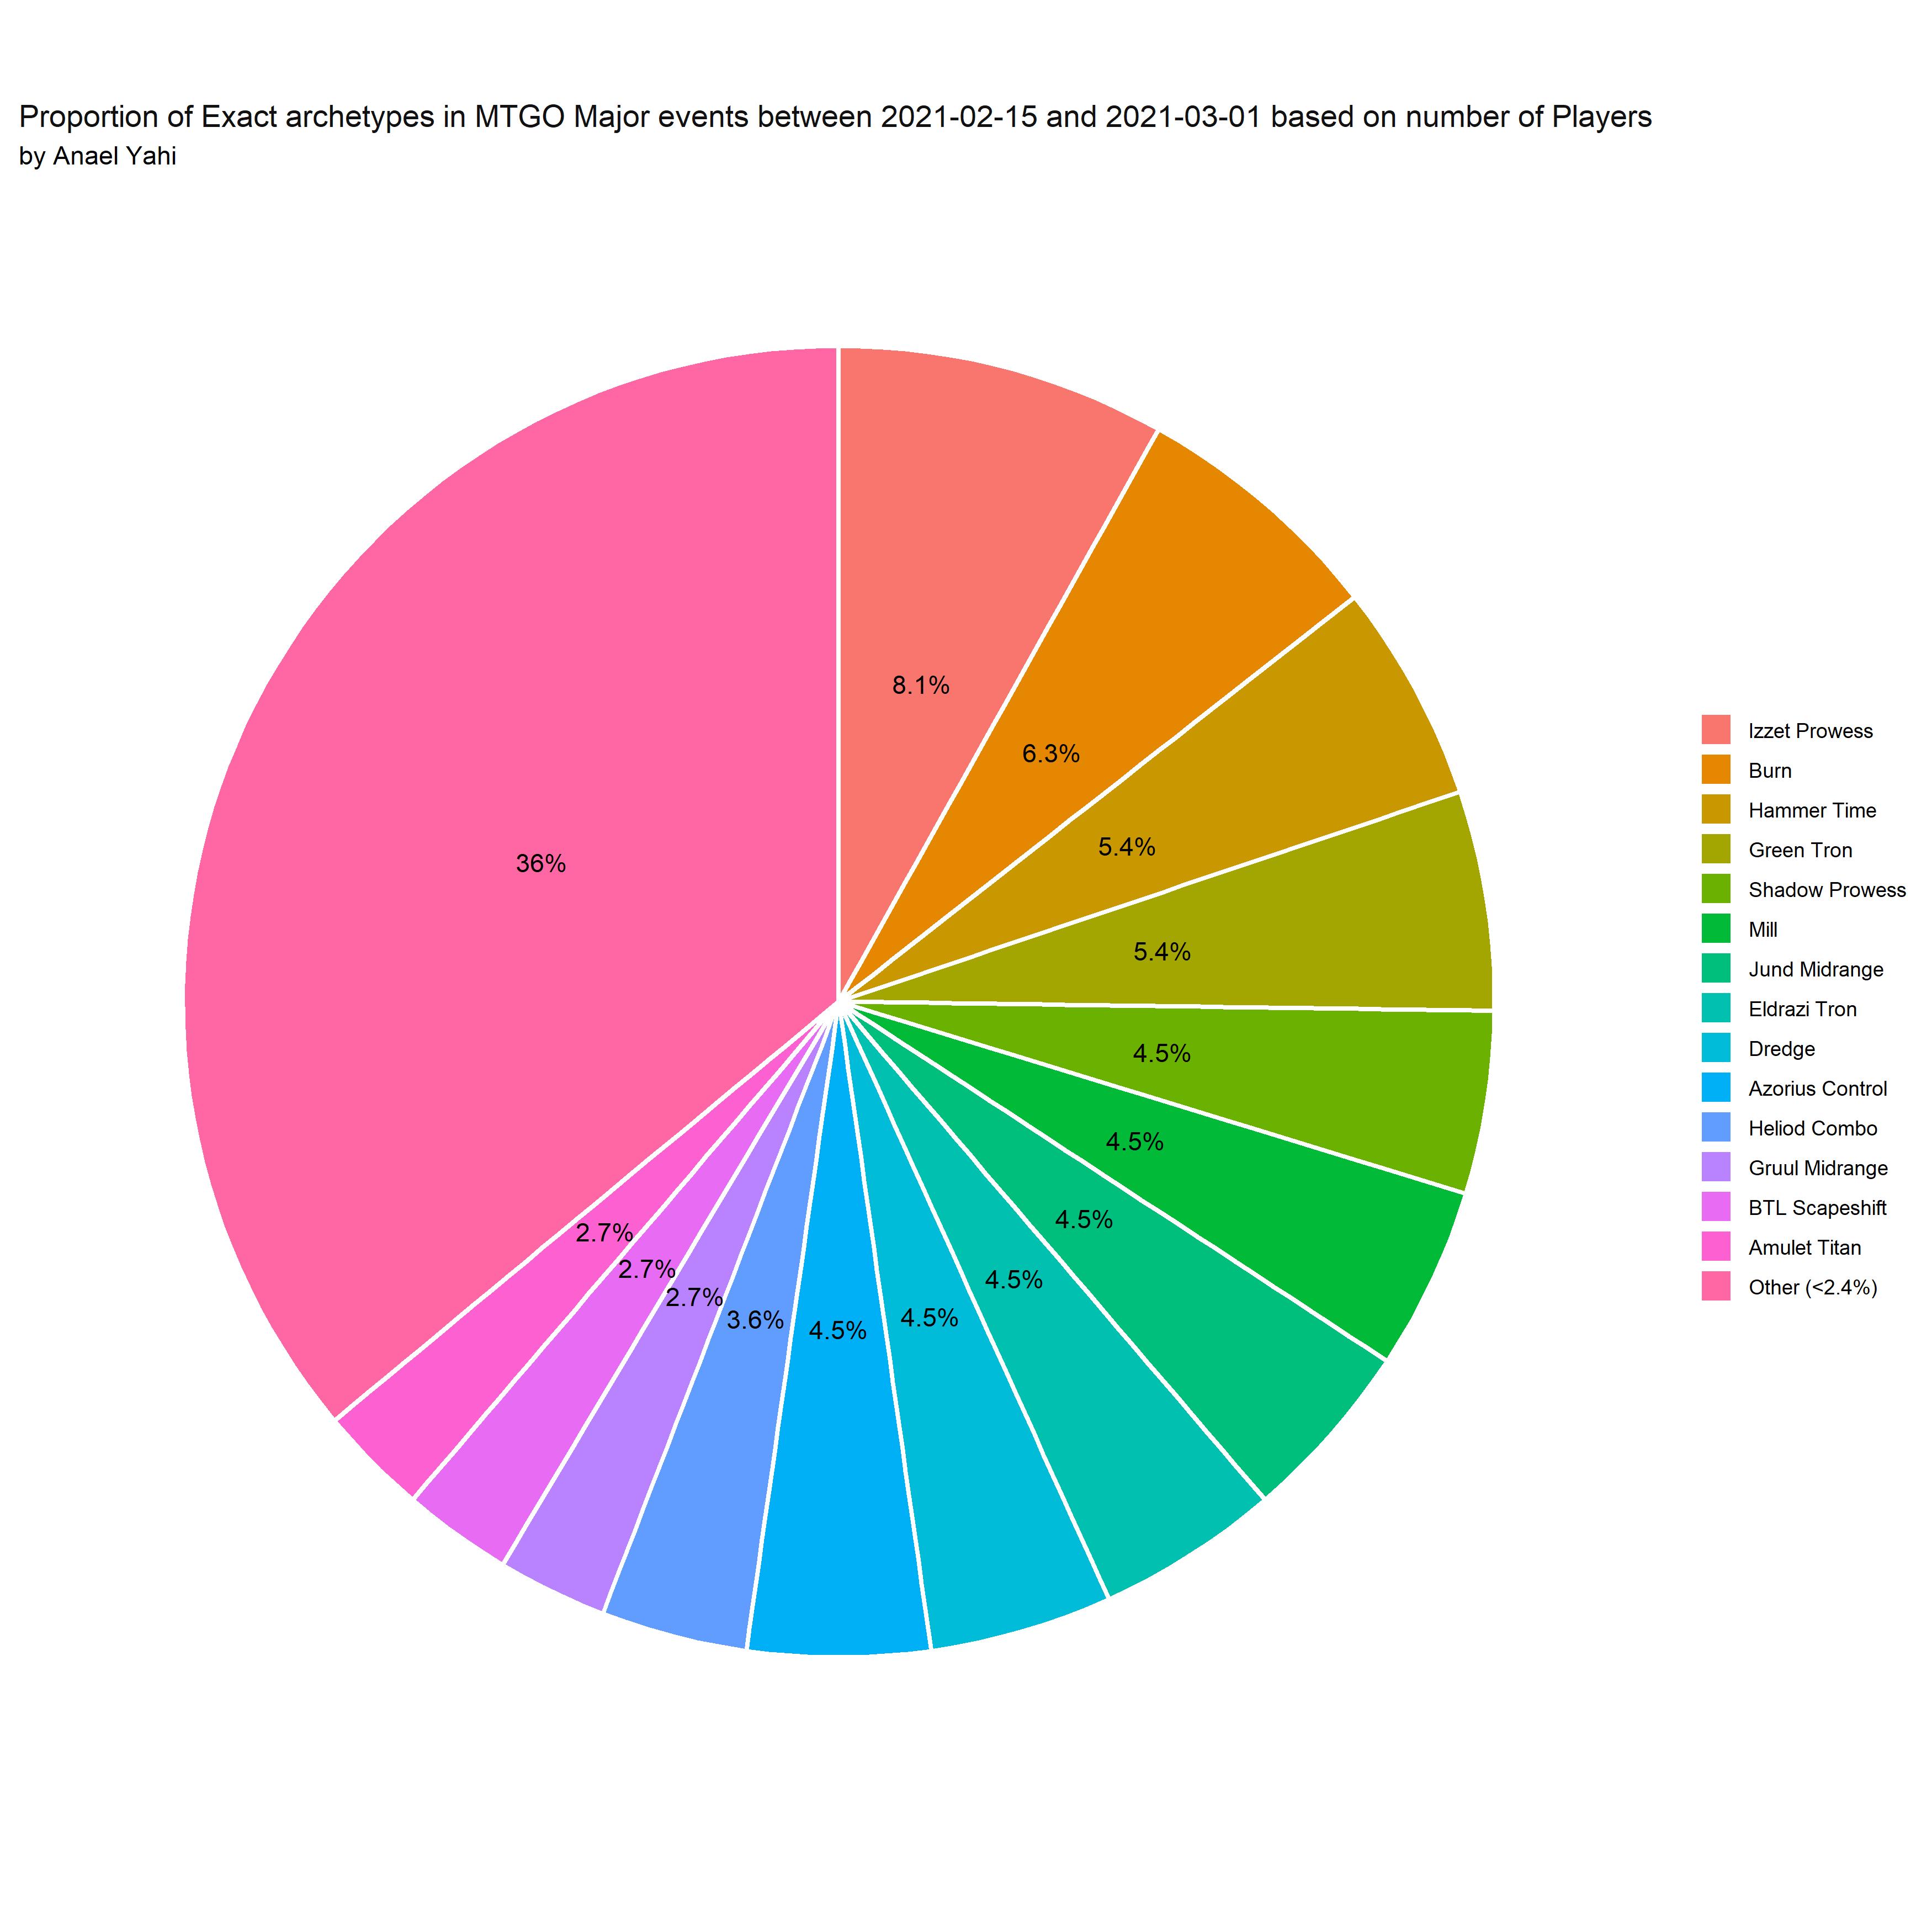 Proportion of Exact archetypes in MTGO Major events between 2021-02-15 and 2021-03-01 based on number of Players
by Anael Yahi
8.1%
6.3%
5.4%
5.4%
4.5%
4.5%
4.5%
4.5%
4.5%
4.5%
3.6%
2.7%
2.7%
2.7%
36%
Izzet Prowess
Burn
Hammer Time
Green Tron
Shadow Prowess
Mill
Jund Midrange
Eldrazi Tron
Dredge
Azorius Control
Heliod Combo
Gruul Midrange
BTL Scapeshift
Amulet Titan
Other (<2.4%)